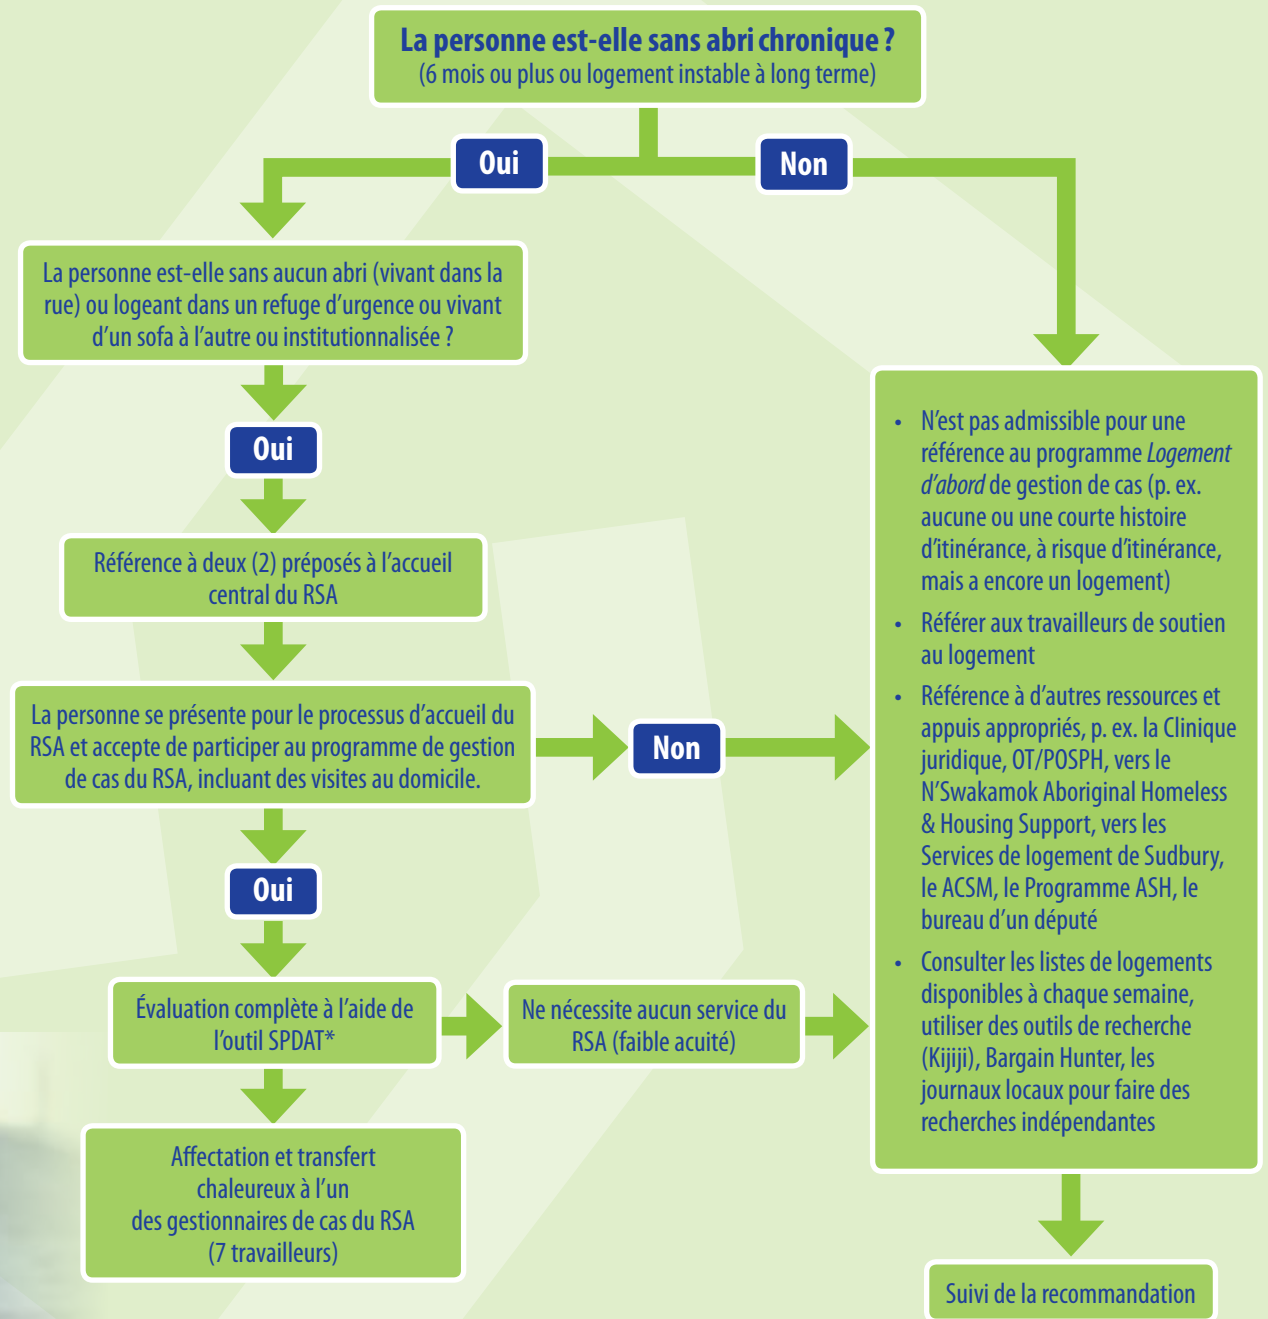 La personne est-elle sans abri chronique ?
(6 mois ou plus ou logement instable à long terme)
Oui
Non
La personne est-elle sans aucun abri (vivant dans la
rue) ou logeant dans un refuge d'urgence ou vivant
d'un sofa à l'autre ou institutionnalisée ?
Oui
Référence à deux (2) préposés à l'accueil
central du RSA
La personne se présente pour le processus d'accueil du
RSA et accepte de participer au programme de gestion
de cas du RSA, incluant des visites au domicile.
Non
Oui
Évaluation complète à l'aide de
l'outil SPDAT*
Ne nécessite aucun service du
RSA (faible acuité)
Affectation et transfert
chaleureux à l'un
des gestionnaires de cas du RSA
(7 travailleurs)
• N'est pas admissible pour une
référence au programme Logement
d'abord de gestion de cas (p. ex.
aucune ou une courte histoire
d'itinérance, à risque d'itinérance,
mais a encore un logement)
• Référer aux travailleurs de soutien
au logement
• Référence à d'autres ressources et
appuis appropriés, p. ex. la Clinique
juridique, OT/POSPH, vers le
N'Swakamok Aboriginal Homeless
& Housing Support, vers les
Services de logement de Sudbury,
le ACSM, le Programme ASH, le
bureau d'un député
• Consulter les listes de logements
disponibles à chaque semaine,
utiliser des outils de recherche
(Kijiji), Bargain Hunter, les
journaux locaux pour faire des
recherches indépendantes
Suivi de la recommandation